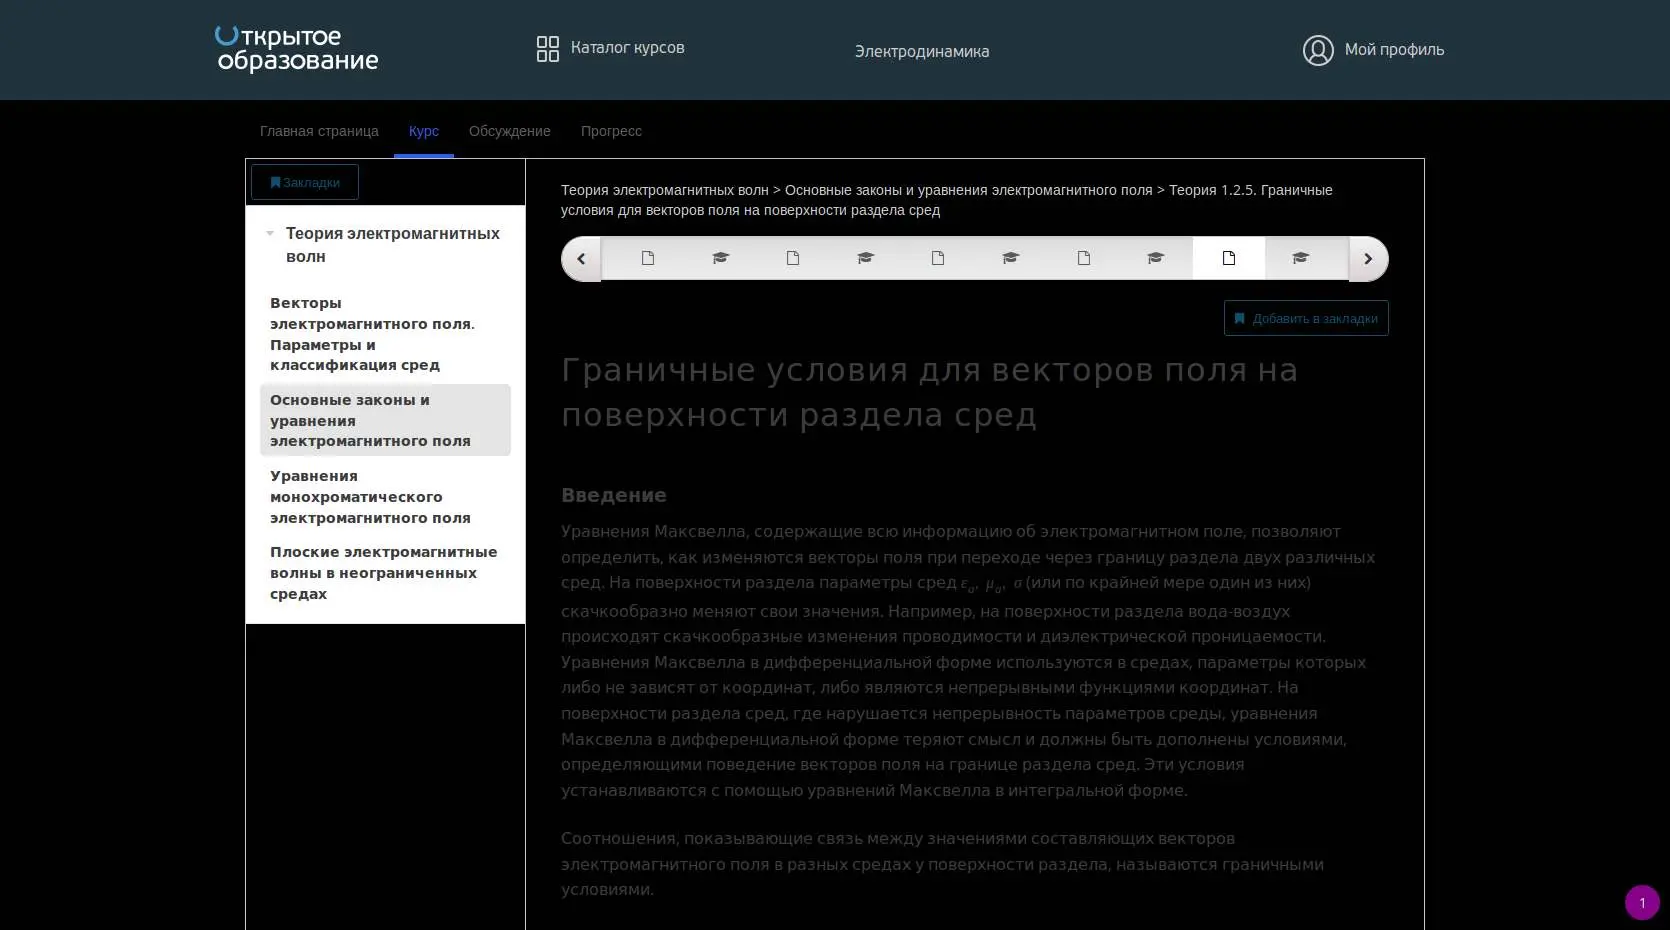 Открытое
образование
Каталог курсов
Электродинамика
Мой профиль
Главная страница
Курс
Обсуждение
Прогресс
Закладки
Теория электромагнитных
волн
Векторы
электромагнитного поля.
Параметры и
классификация сред
Основные законы и
уравнения
электромагнитного поля
Уравнения
монохроматического
электромагнитного поля
Плоские электромагнитные
волны в неограниченных
средах
Теория электромагнитных волн > Основные законы и уравнения электромагнитного поля > Теория 1.2.5. Граничные
условия для векторов поля на поверхности раздела сред
Добавить в закладки
Граничные условия для векторов поля на
поверхности раздела сред
Введение
Уравнения Максвелла, содержащие всю информацию об электромагнитном поле, позволяют
определить, как изменяются векторы поля при переходе через границу раздела двух различных
сред. На поверхности раздела параметры сред εₐ, μₐ, σ (или по крайней мере один из них)
скачкообразно меняют свои значения. Например, на поверхности раздела вода-воздух
происходят скачкообразные изменения проводимости и диэлектрической проницаемости.
Уравнения Максвелла в дифференциальной форме используются в средах, параметры которых
либо не зависят от координат, либо являются непрерывными функциями координат. На
поверхности раздела сред, где нарушается непрерывность параметров среды, уравнения
Максвелла в дифференциальной форме теряют смысл и должны быть дополнены условиями,
определяющими поведение векторов поля на границе раздела сред. Эти условия
устанавливаются с помощью уравнений Максвелла в интегральной форме.
Соотношения, показывающие связь между значениями составляющих векторов
электромагнитного поля в разных средах у поверхности раздела, называются граничными
условиями.
1